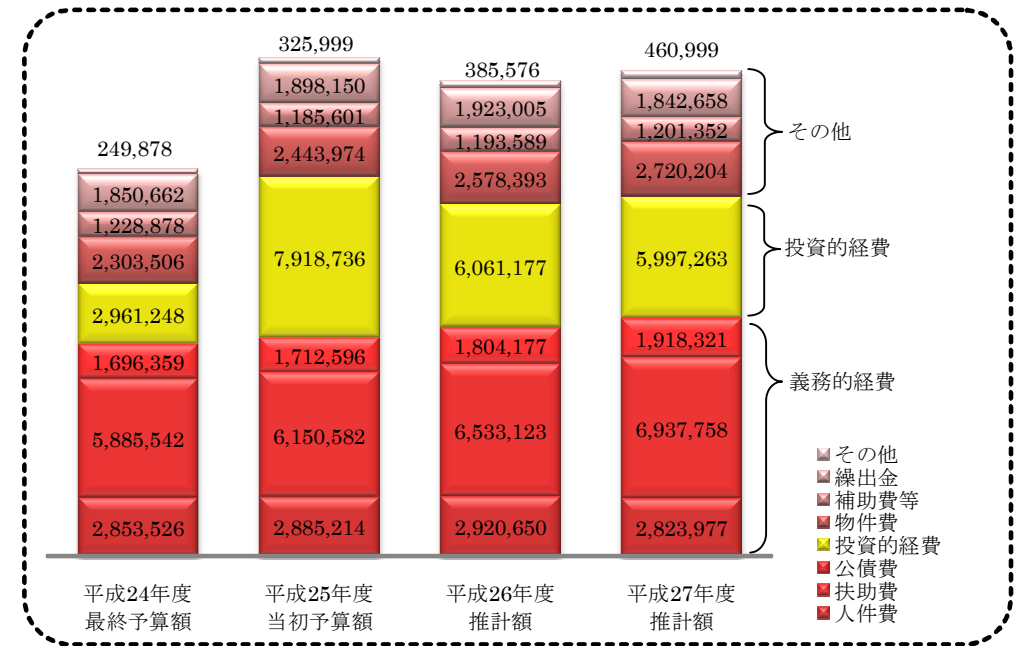 249,878
1,850,662
1,228,878
2,303,506
2,961,248
1,696,359
5,885,542
2,853,526
平成24年度
最終予算額
325,999
1,898,150
1,185,601
2,443,974
7,918,736
1,712,596
6,150,582
2,885,214
平成25年度
当初予算額
385,576
1,923,005
1,193,589
2,578,393
6,061,177
1,804,177
6,533,123
2,920,650
平成26年度
推計額
460,999
1,842,658
1,201,352
2,720,204
5,997,263
1,918,321
6,937,758
2,823,977
平成27年度
推計額
その他
投資的経費
義務的経費
その他
繰出金
補助費等
物件費
投資的経費
公債費
扶助費
人件費